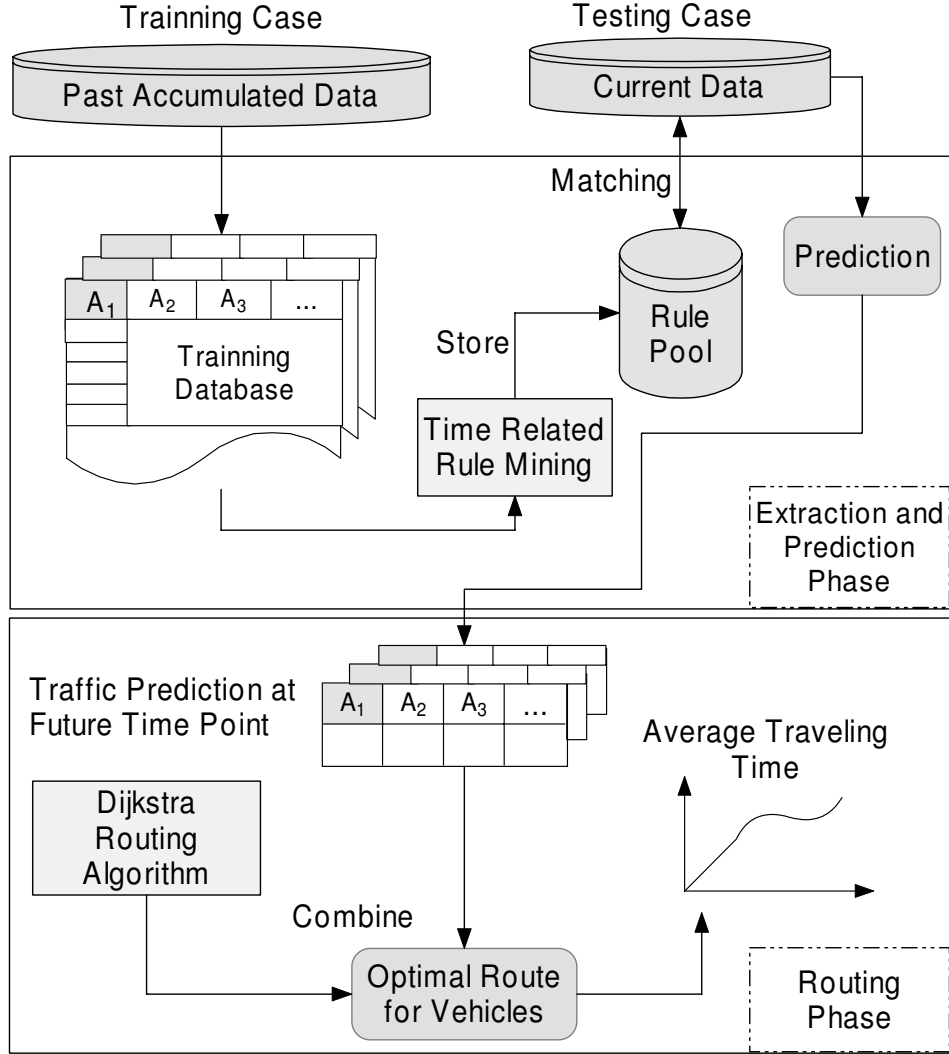 Trainning Case
Testing Case
Past Accumulated Data
Current Data
Matching
Prediction
A1 A2 A3 ...
Trainning
Database
Store
Rule
Pool
Time Related
Rule Mining
Extraction and
Prediction
Phase
Traffic Prediction at
Future Time Point
A1 A2 A3 ...
Average Traveling
Time
Dijkstra
Routing
Algorithm
Combine
Optimal Route
for Vehicles
Routing
Phase